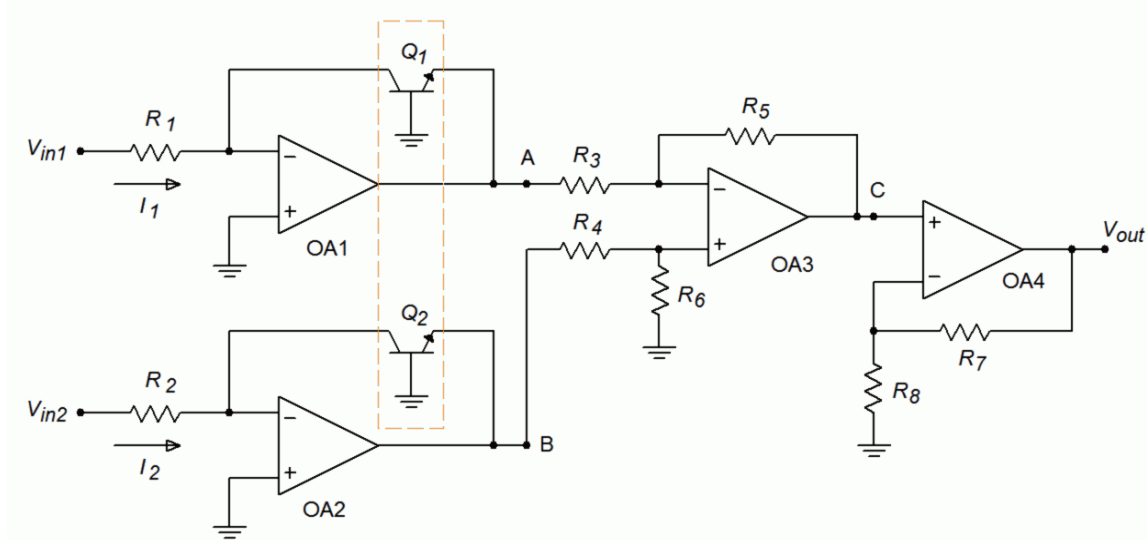 Q1
R1
Vin1
I1
−
+
OA1
A
R3
R5
−
+
OA3
R4
R6
C
+
−
OA4
Vout
R7
R8
Q2
R2
Vin2
I2
−
+
OA2
B